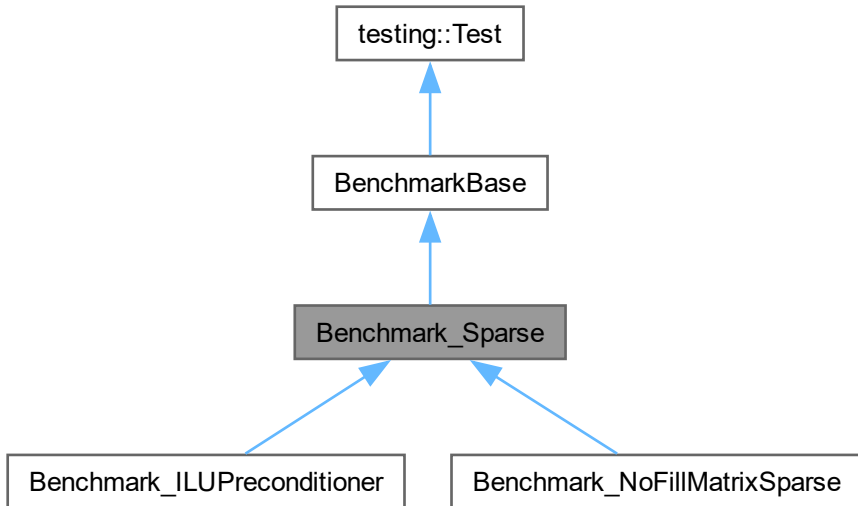 testing::Test
BenchmarkBase
Benchmark_Sparse
Benchmark_ILUPreconditioner
Benchmark_NoFillMatrixSparse